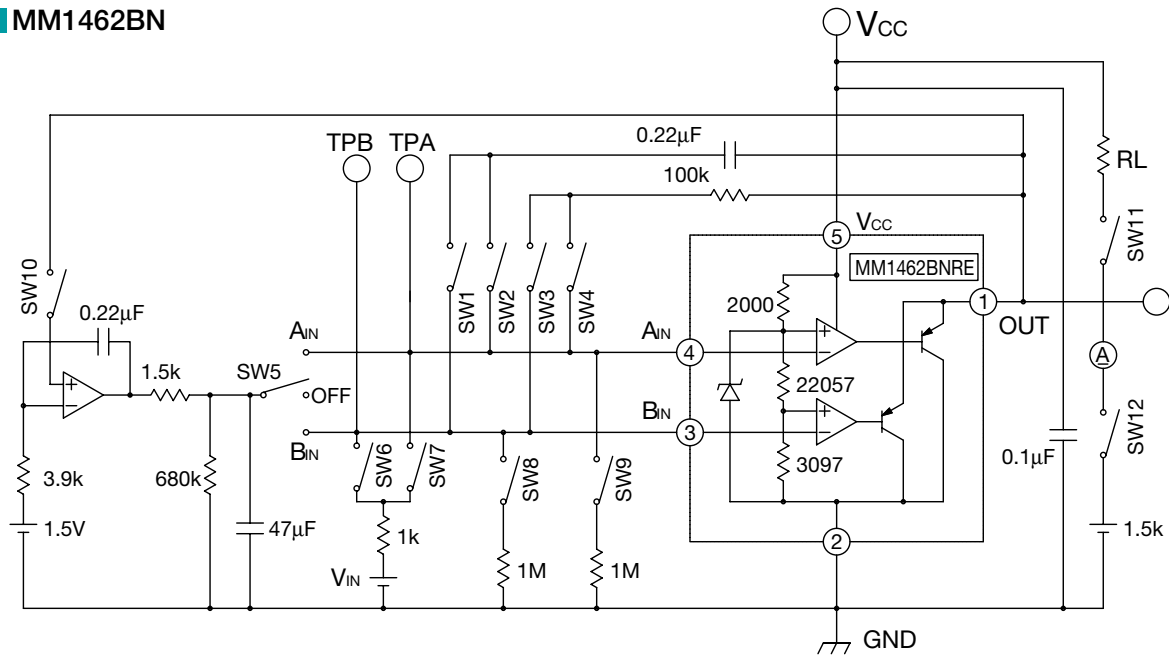 MM1462BN
VCC
TPB
TPA
0.22µF
100k
RL
SW10
SW1
SW2
SW3
SW4
VCC
5
MM1462BNRE
SW11
0.22µF
2000
1
OUT
AIN
AIN
4
1.5k
SW5
OFF
+
−
+
−
22057
A
BIN
BIN
3
+
−
SW6
SW7
SW8
SW9
3097
SW12
3.9k
680k
0.1µF
1.5V
47µF
1k
2
1.5k
VIN
1M
1M
GND